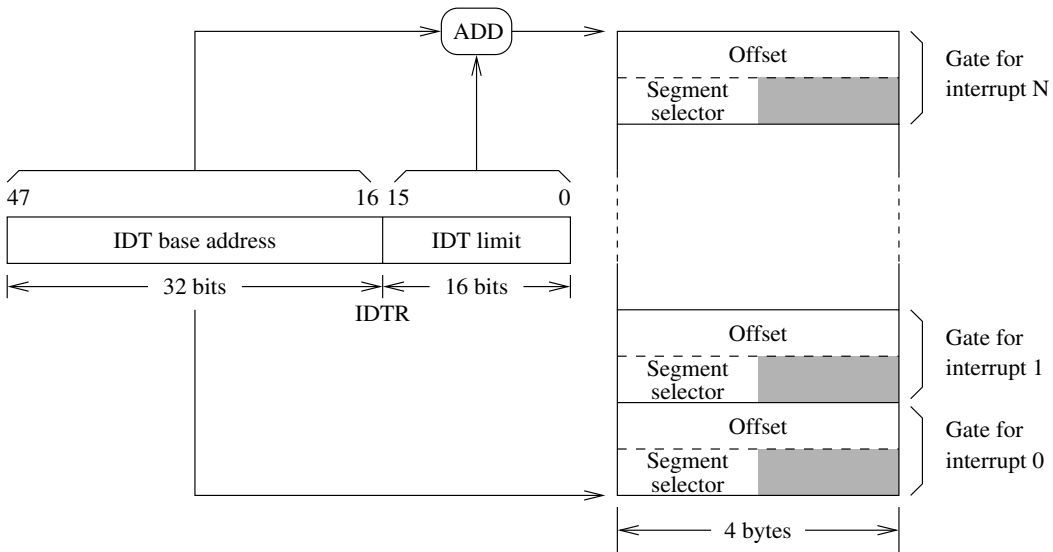 ADD
Offset
Segment
selector
Gate for
interrupt N
47
16
15
0
IDT base address
IDT limit
32 bits
16 bits
IDTR
Offset
Segment
selector
Gate for
interrupt 1
Offset
Segment
selector
Gate for
interrupt 0
4 bytes